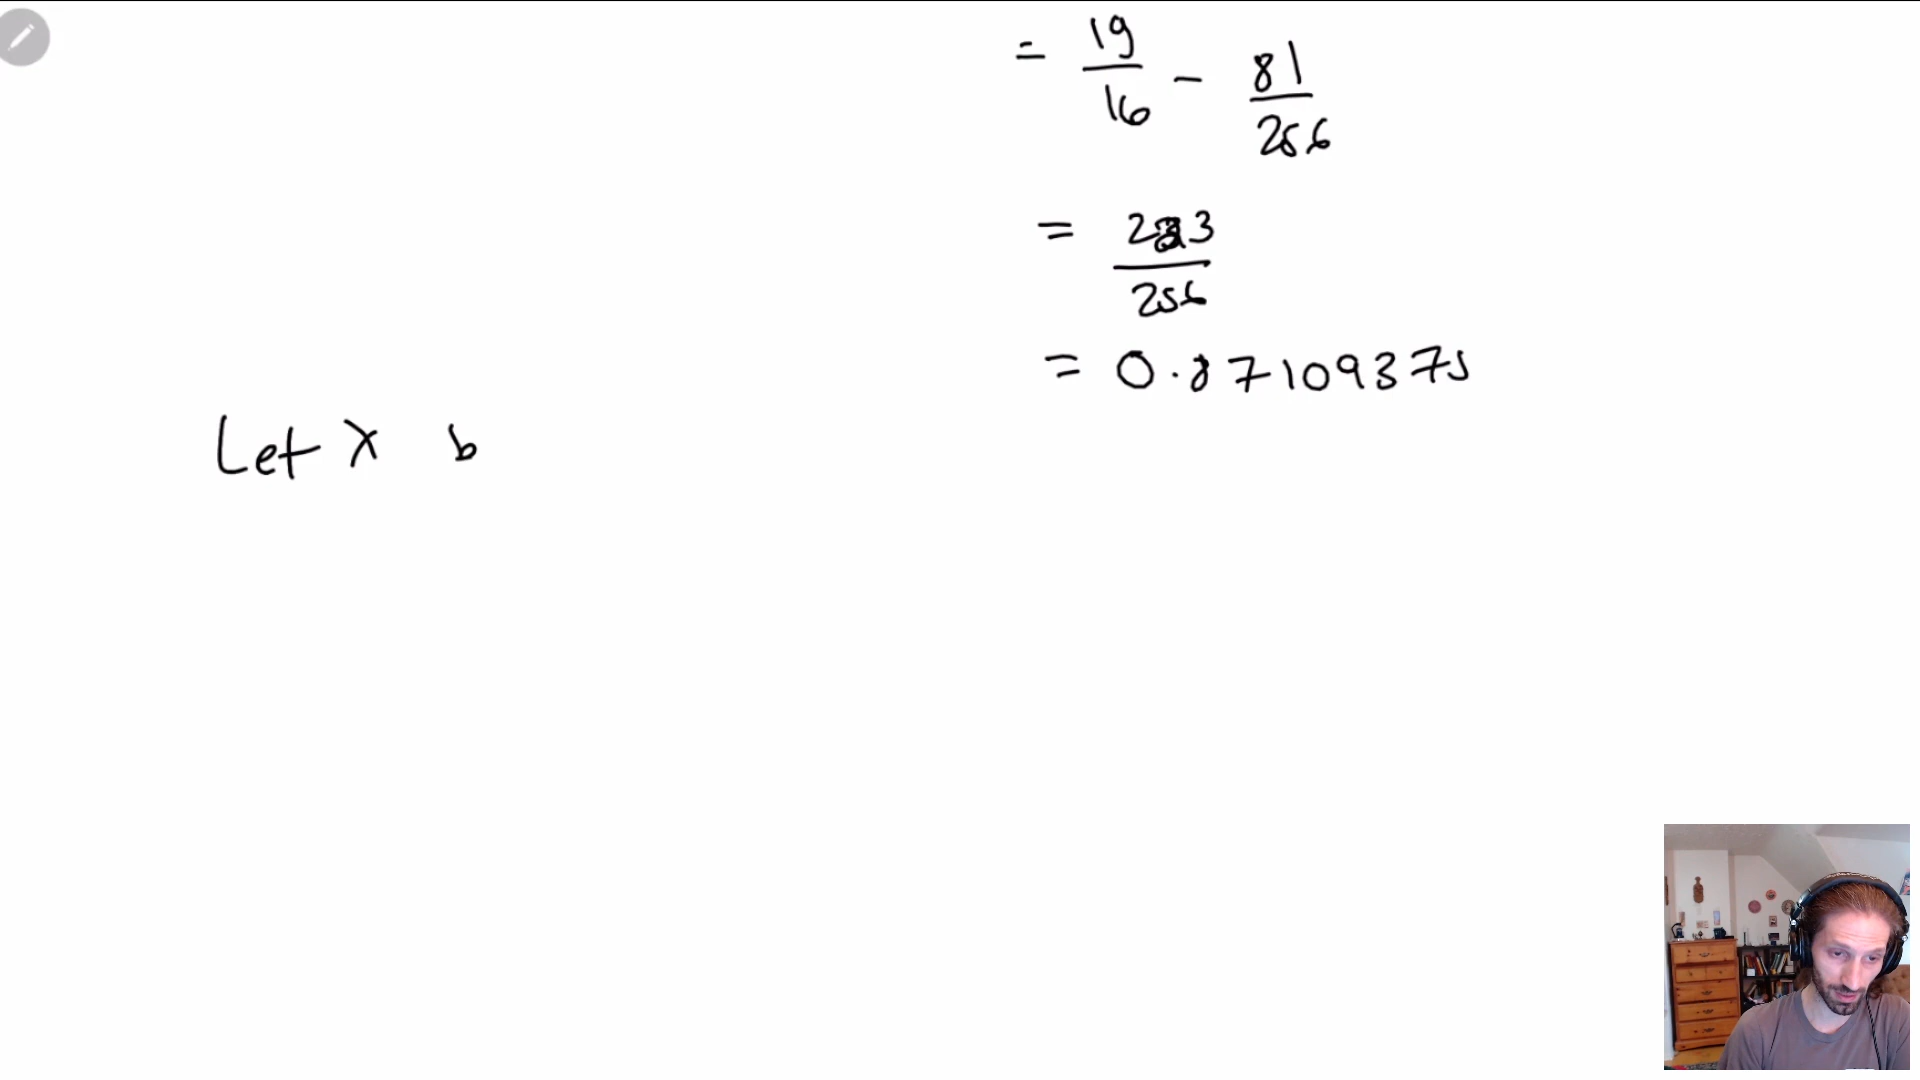 = 19/16 - 81/256
= 223/256
= 0.87109375
Let X b